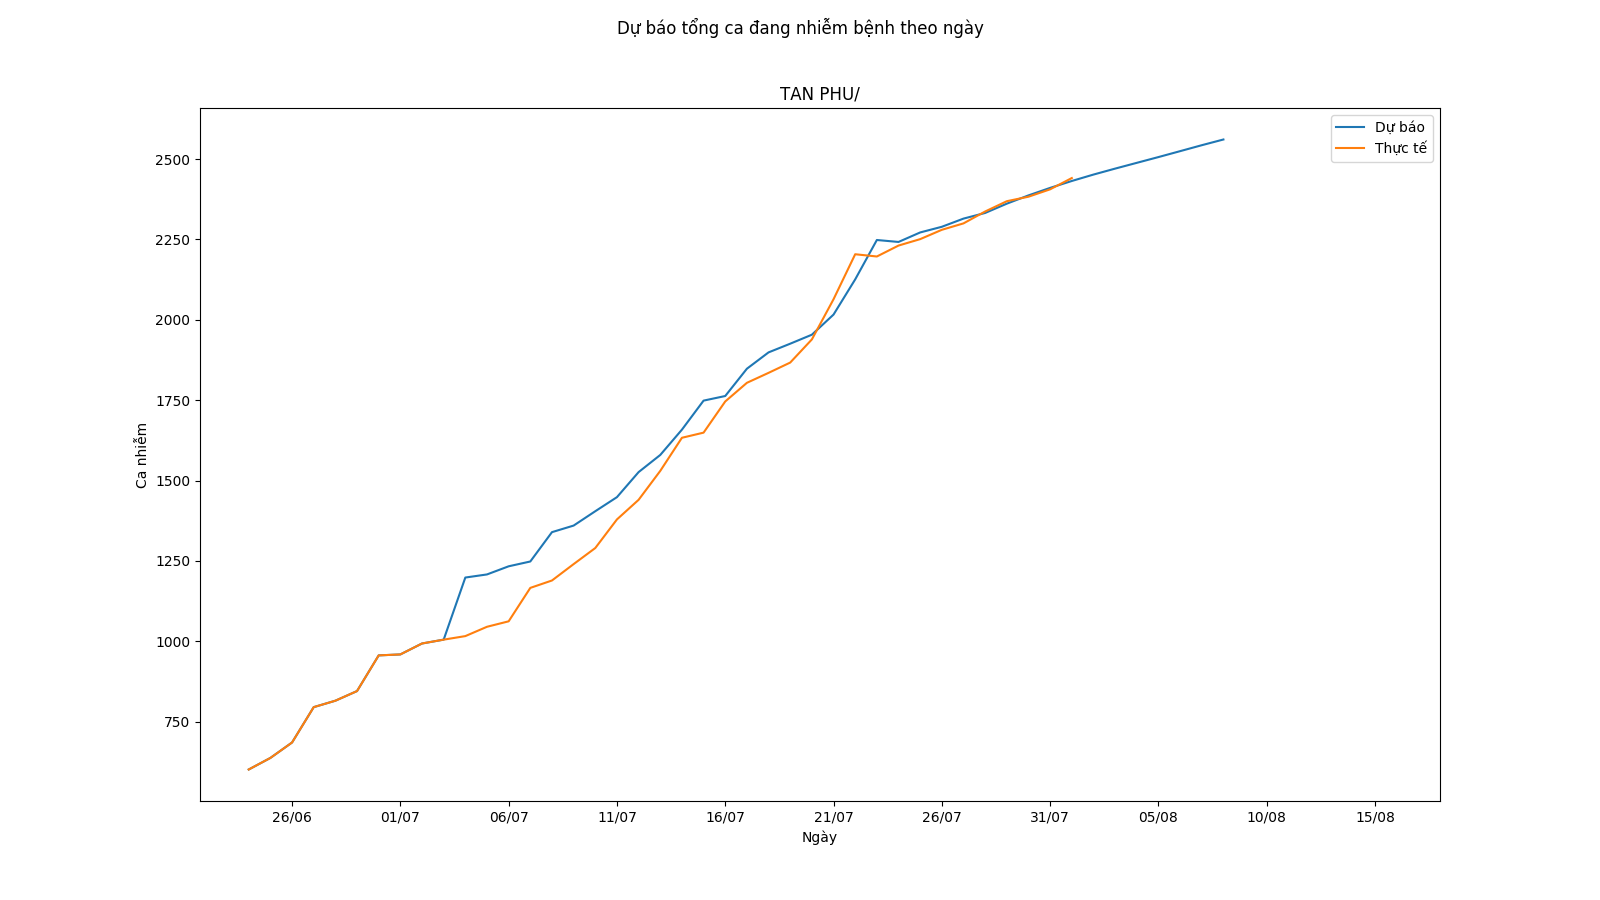 Dự báo tổng ca đang nhiễm bệnh theo ngày
TAN PHU/
Dự báo
Thực tế
2500
2250
2000
1750
1500
1250
1000
750
Ca nhiễm
26/06 01/07 06/07 11/07 16/07 21/07 26/07 31/07 05/08 10/08 15/08
Ngày